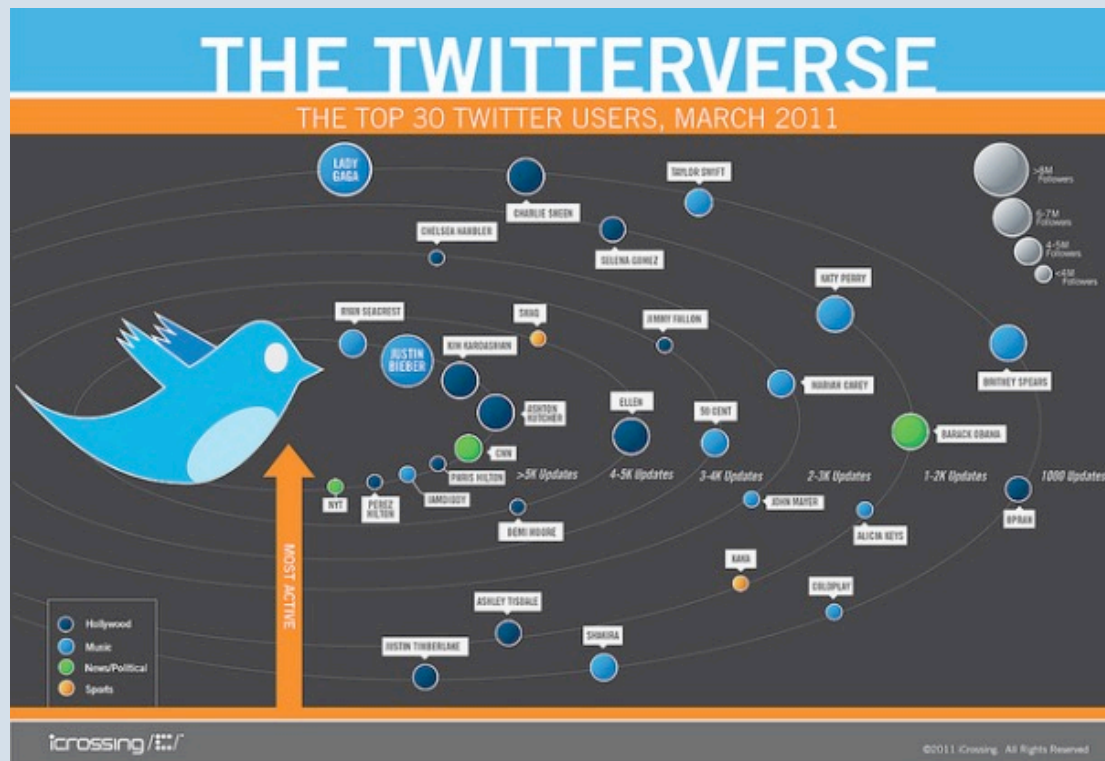 THE TWITTERVERSE
THE TOP 30 TWITTER USERS, MARCH 2011
LADY
GAGA
CHARLIE SHEEN
TAYLOR SWIFT
>8M
Followers
6-7M
Followers
4-5M
Followers
<4M
Followers
CHELSEA HANDLER
SELENA GOMEZ
KATY PERRY
RYAN SEACREST
SHAQ
JIMMY FALLON
JUSTIN
BIEBER
KIM KARDASHIAN
BRITNEY SPEARS
MARIAH CAREY
ASHTON
KUTCHER
ELLEN
50 CENT
BARACK OBAMA
CNN
PARIS HILTON
>5K Updates
4-5K Updates
3-4K Updates
2-3K Updates
1-2K Updates
1000 Updates
NYT
PEREZ
HILTON
IAMDIDDY
DEMI MOORE
JOHN MAYER
ALICIA KEYS
OPRAH
MOST ACTIVE
KAKA
COLDPLAY
ASHLEY TISDALE
JUSTIN TIMBERLAKE
SHAKIRA
Hollywood
Music
News/Political
Sports
icrossing
©2011 iCrossing. All Rights Reserved